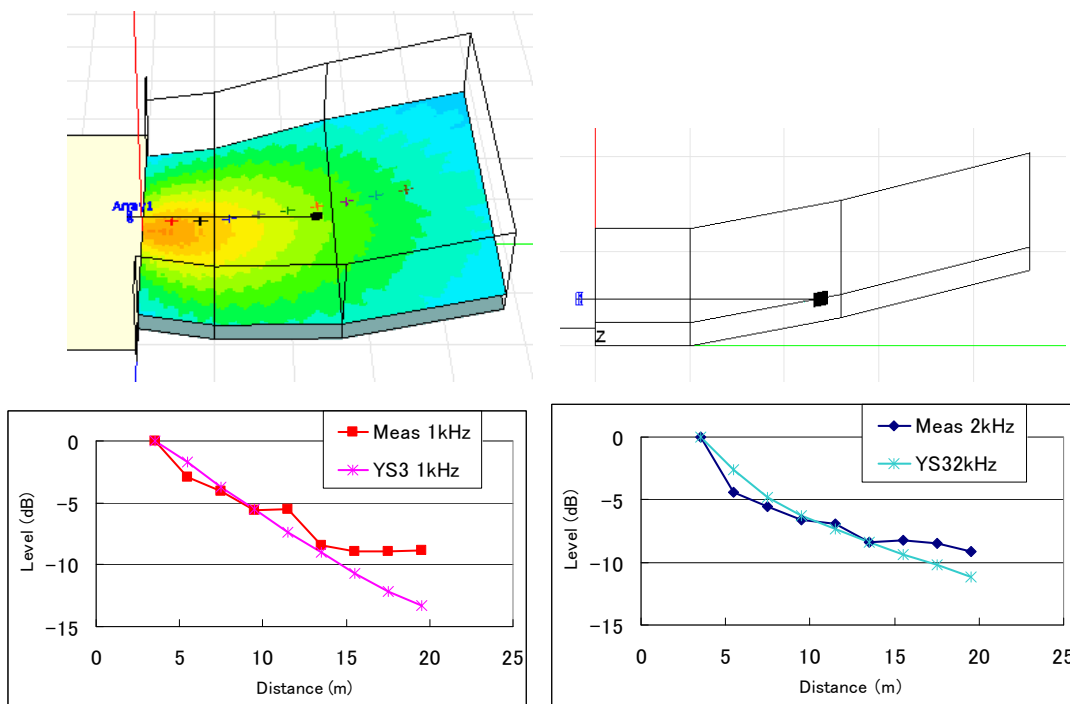 Array1
Z
Meas 1kHz
YS3 1kHz
0
−5
−10
−15
Level (dB)
0
5
10
15
20
25
Distance (m)
Meas 2kHz
YS32kHz
0
−5
−10
−15
Level (dB)
0
5
10
15
20
25
Distance (m)